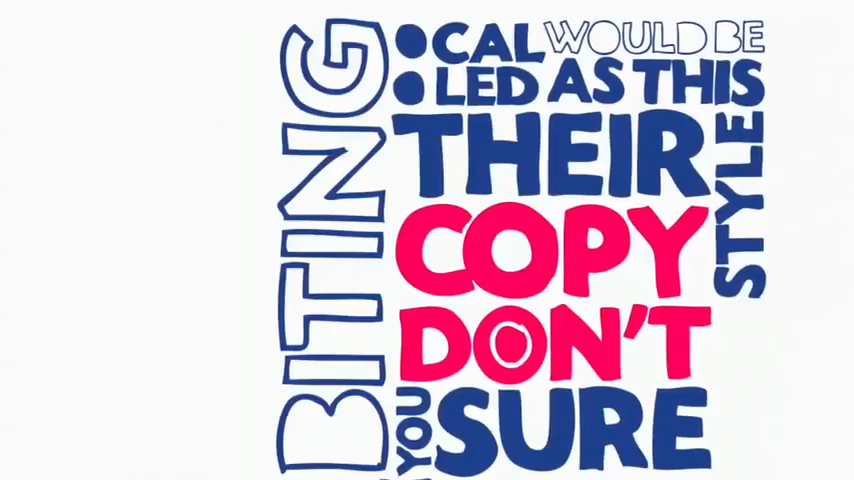 BITING
: CAL WOULD BE
LED AS THIS
THEIR
STYLE
COPY
DON'T
YOU
SURE